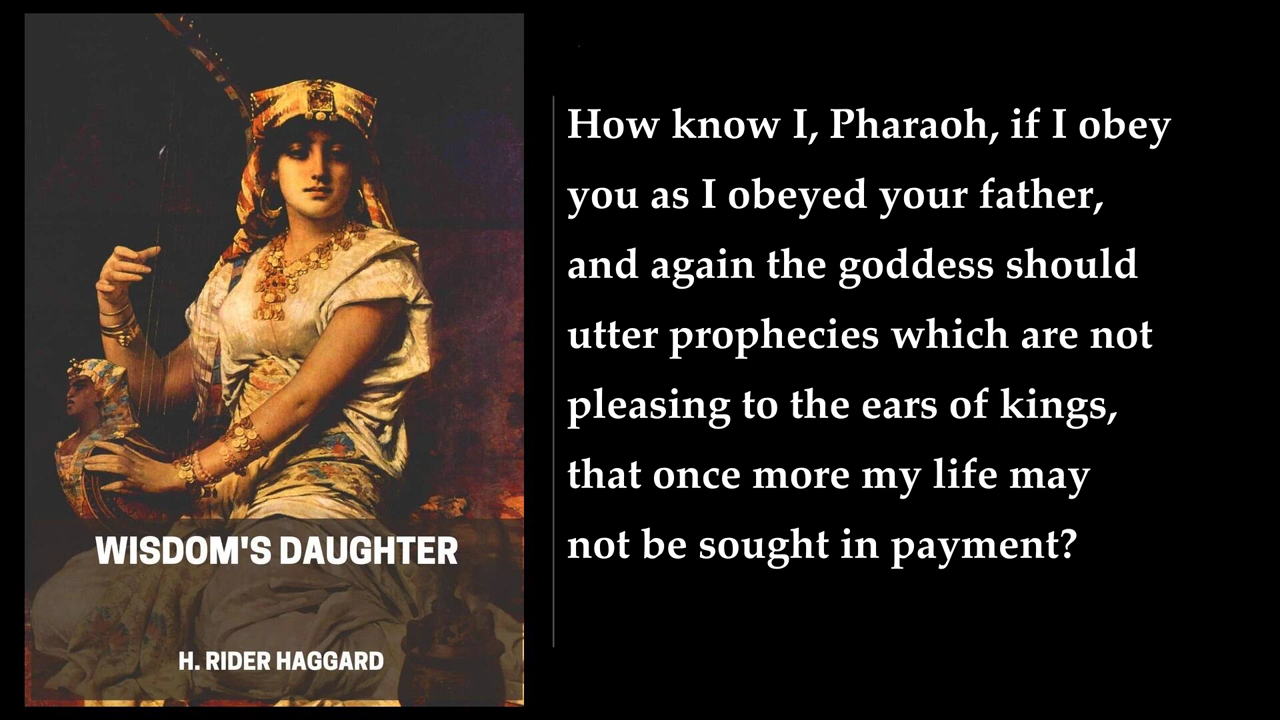 WISDOM'S DAUGHTER
H. RIDER HAGGARD
How know I, Pharaoh, if I obey
you as I obeyed your father,
and again the goddess should
utter prophecies which are not
pleasing to the ears of kings,
that once more my life may
not be sought in payment?